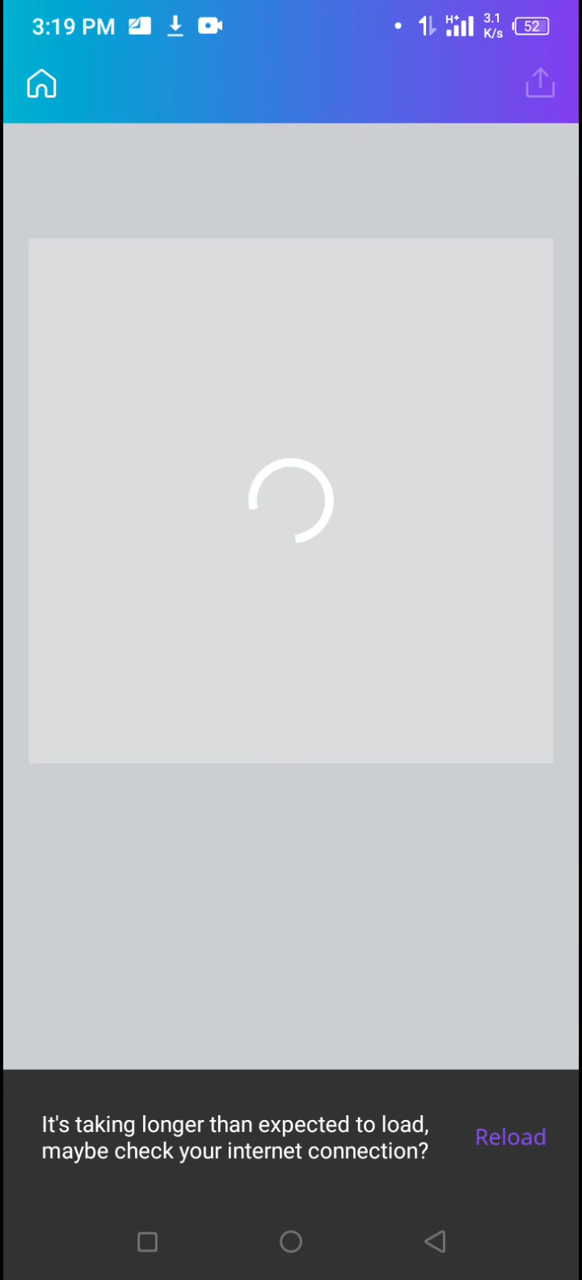 3:19 PM H+ 3.1 K/s 52
It's taking longer than expected to load,
maybe check your internet connection?
Reload